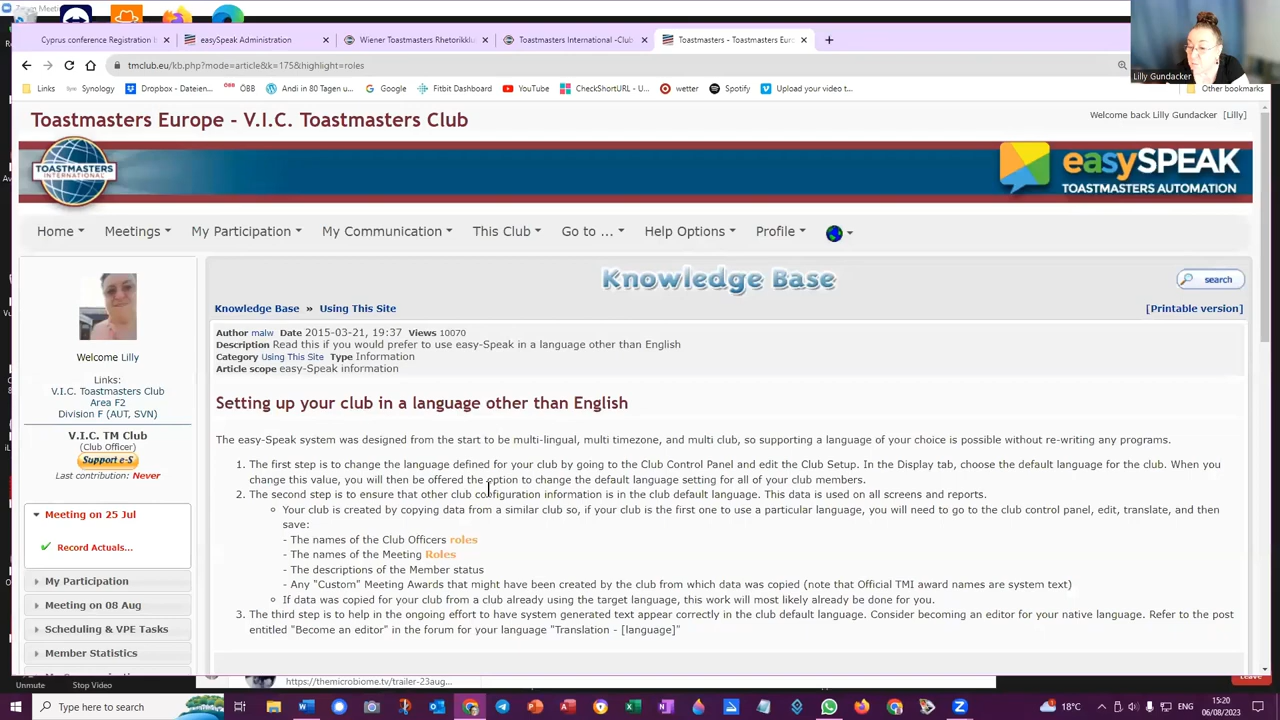 Cyprus conference Registration
easySpeak Administration
Wiener Toastmasters Rhetorikklu
Toastmasters International -Club
Toastmasters - Toastmasters Euro
tmclub.eu/kb.php?mode=article&k=175&highlight=roles
Lilly Gundacker
Links
Synology
Dropbox - Dateien...
OBB
Andi in 80 Tagen u...
Google
Fitbit Dashboard
YouTube
CheckShortURL - U...
wetter
Spotify
Upload your video t...
Other bookmarks
Toastmasters Europe - V.I.C. Toastmasters Club
Welcome back Lilly Gundacker [Lilly]
TOASTMASTERS
INTERNATIONAL
easySPEAK
TOASTMASTERS AUTOMATION
Home
Meetings
My Participation
My Communication
This Club
Go to ...
Help Options
Profile
Welcome Lilly
Links:
V.I.C. Toastmasters Club
Area F2
Division F (AUT, SVN)
V.I.C. TM Club
(Club Officer)
Support e-S
Last contribution: Never
Meeting on 25 Jul
Record Actuals...
My Participation
Meeting on 08 Aug
Scheduling & VPE Tasks
Member Statistics
Knowledge Base
search
Knowledge Base » Using This Site
[Printable version]
Author malw Date 2015-03-21, 19:37 Views 10070
Description Read this if you would prefer to use easy-Speak in a language other than English
Category Using This Site Type Information
Article scope easy-Speak information
Setting up your club in a language other than English
The easy-Speak system was designed from the start to be multi-lingual, multi timezone, and multi club, so supporting a language of your choice is possible without re-writing any programs.
1. The first step is to change the language defined for your club by going to the Club Control Panel and edit the Club Setup. In the Display tab, choose the default language for the club. When you
change this value, you will then be offered the option to change the default language setting for all of your club members.
2. The second step is to ensure that other club configuration information is in the club default language. This data is used on all screens and reports.
Your club is created by copying data from a similar club so, if your club is the first one to use a particular language, you will need to go to the club control panel, edit, translate, and then
save:
- The names of the Club Officers roles
- The names of the Meeting Roles
- The descriptions of the Member status
- Any "Custom" Meeting Awards that might have been created by the club from which data was copied (note that Official TMI award names are system text)
If data was copied for your club from a club already using the target language, this work will most likely already be done for you.
3. The third step is to help in the ongoing effort to have system generated text appear correctly in the club default language. Consider becoming an editor for your native language. Refer to the post
entitled "Become an editor" in the forum for your language "Translation - [language]"
https://themicrobiome.tv/trailer-23aug...
Unmute
Stop Video
Leave
Type here to search
18°C
15:20
06/08/2023